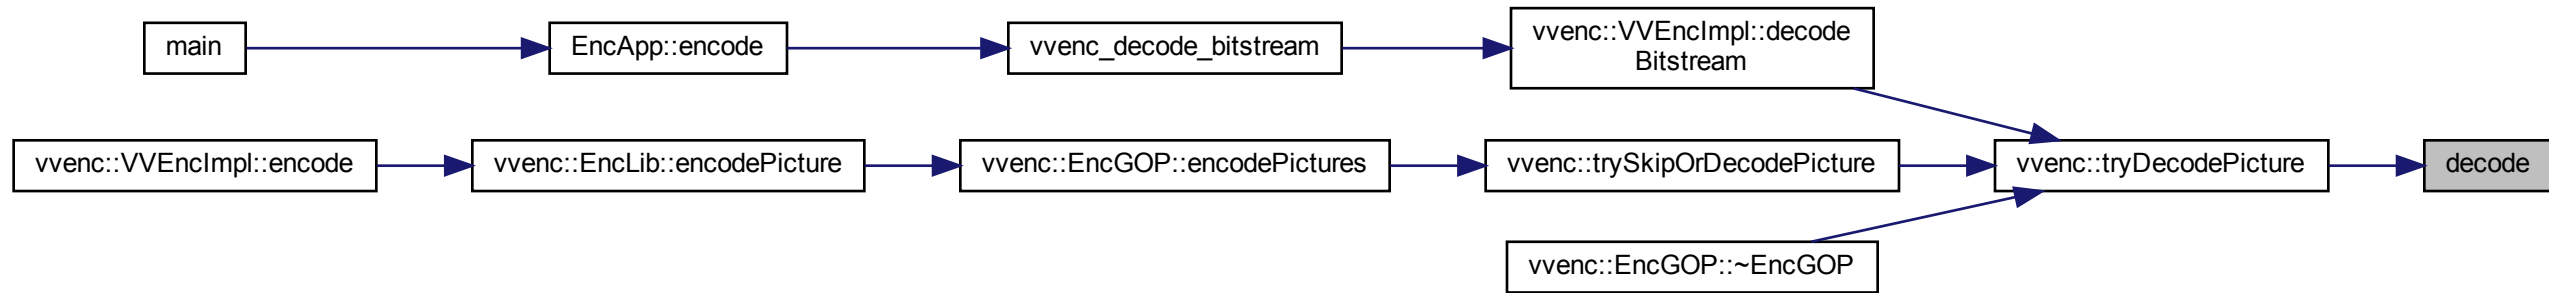 main
EncApp::encode
vvenc_decode_bitstream
vvenc::VVEncImpl::decode
Bitstream
vvenc::VVEncImpl::encode
vvenc::EncLib::encodePicture
vvenc::EncGOP::encodePictures
vvenc::trySkipOrDecodePicture
vvenc::tryDecodePicture
decode
vvenc::EncGOP::~EncGOP